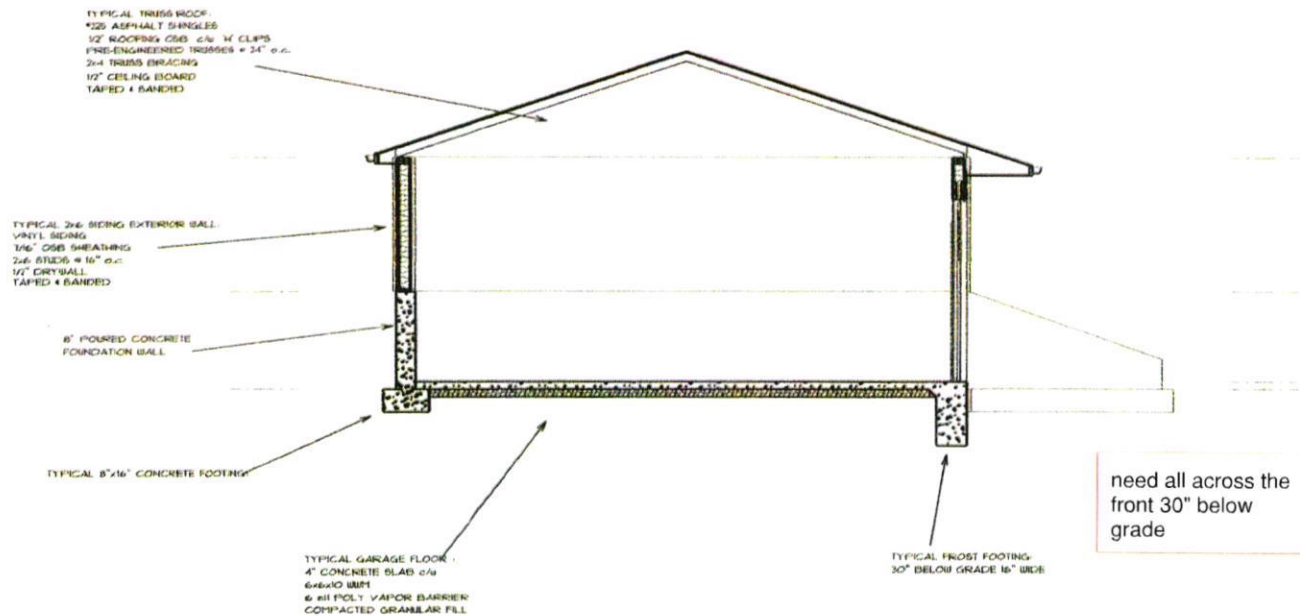 TYPICAL TRUSS ROOF:
#225 ASPHALT SHINGLES
1/2" ROOFING OSB c/w 'H' CLIPS
PRE-ENGINEERED TRUSSES @ 24" o.c.
2x4 TRUSS BRACING
1/2" CEILING BOARD
TAPED & SANDED
TYPICAL 2x6 SIDING EXTERIOR WALL:
VINYL SIDING
7/16" OSB SHEATHING
2x6 STUDS @ 16" o.c.
1/2" DRYWALL
TAPED & SANDED
8" POURED CONCRETE
FOUNDATION WALL
TYPICAL 8"x16" CONCRETE FOOTING
TYPICAL GARAGE FLOOR:
4" CONCRETE SLAB c/w
6x6x10 WWM
6 mil POLY VAPOR BARRIER
COMPACTED GRANULAR FILL
TYPICAL FROST FOOTING:
30" BELOW GRADE 16" WIDE
need all across the
front 30" below
grade